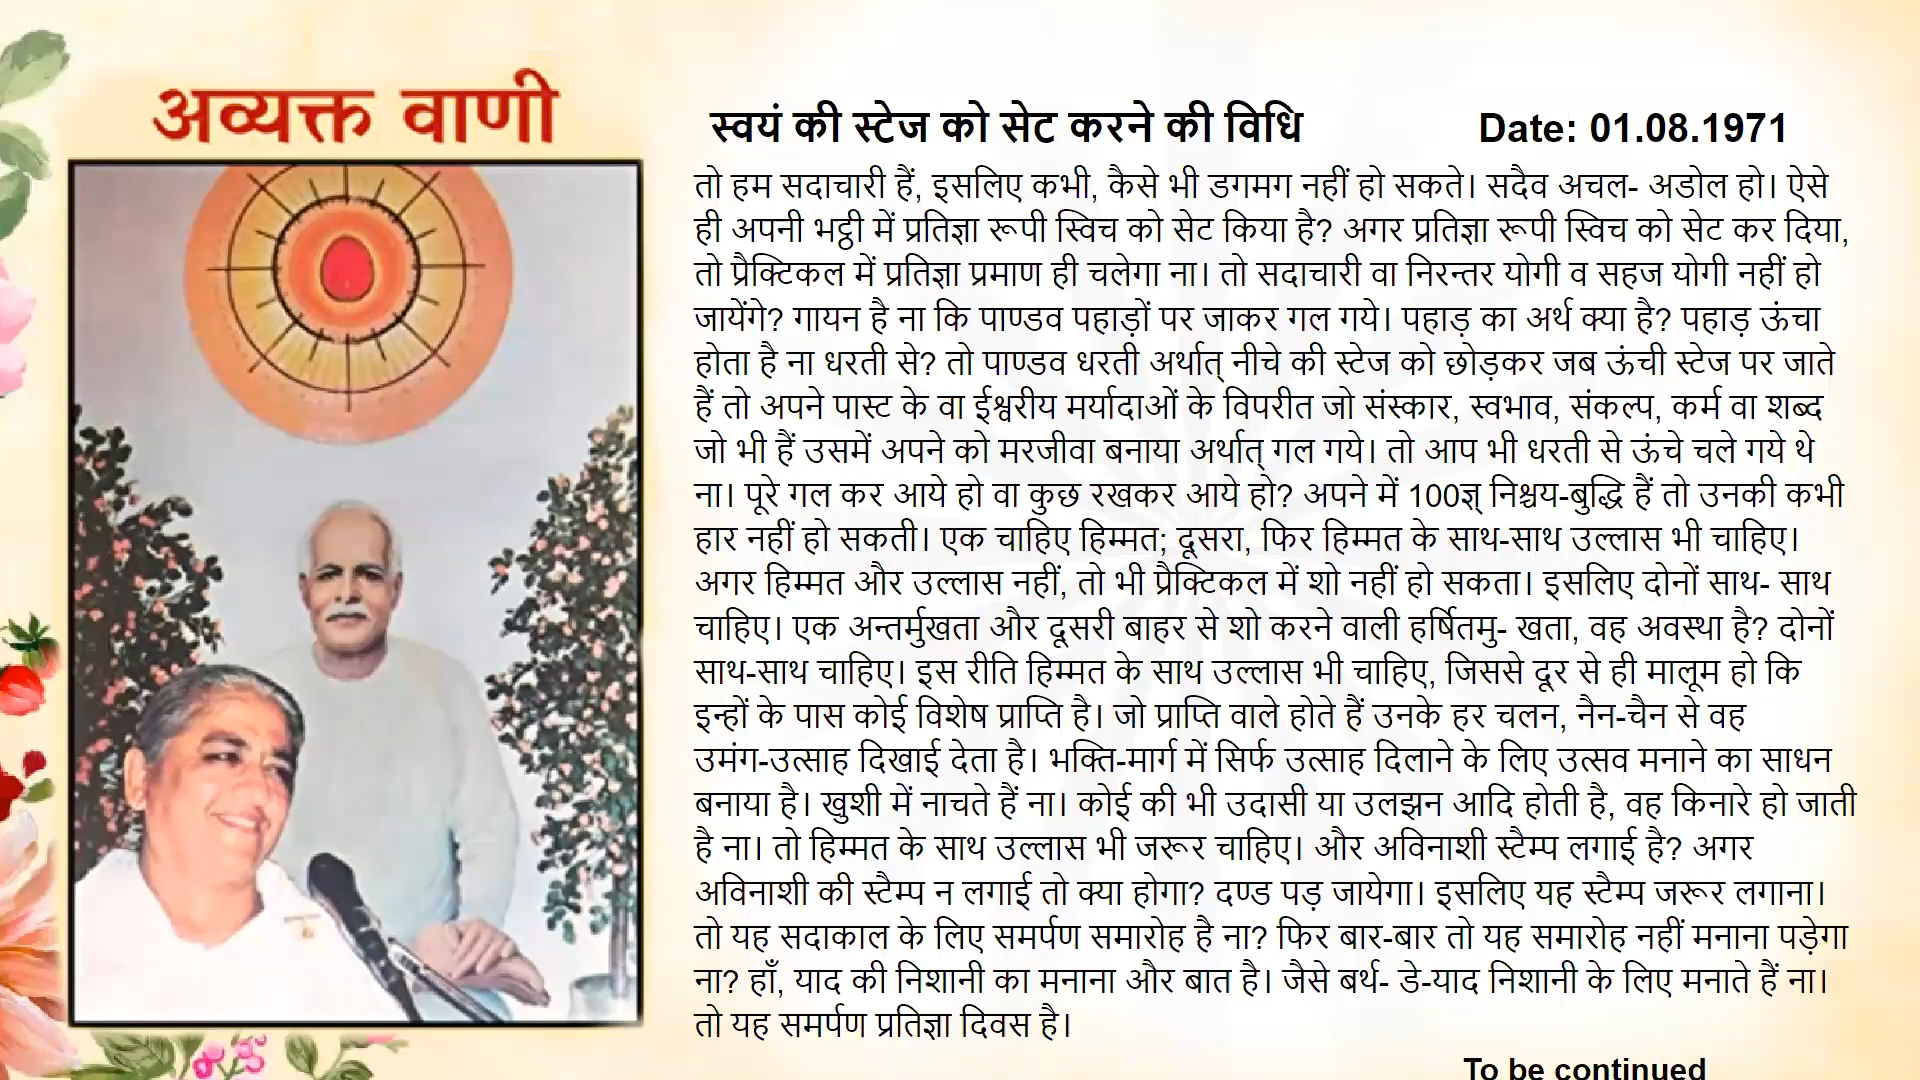 अव्यक्त वाणी
स्वयं की स्टेज को सेट करने की विधि
Date: 01.08.1971
तो हम सदाचारी हैं, इसलिए कभी, कैसे भी डगमग नहीं हो सकते। सदैव अचल- अडोल हो। ऐसे
ही अपनी भट्ठी में प्रतिज्ञा रूपी स्विच को सेट किया है? अगर प्रतिज्ञा रूपी स्विच को सेट कर दिया,
तो प्रैक्टिकल में प्रतिज्ञा प्रमाण ही चलेगा ना। तो सदाचारी वा निरन्तर योगी व सहज योगी नहीं हो
जायेंगे? गायन है ना कि पाण्डव पहाड़ों पर जाकर गल गये। पहाड़ का अर्थ क्या है? पहाड़ ऊंचा
होता है ना धरती से? तो पाण्डव धरती अर्थात् नीचे की स्टेज को छोड़कर जब ऊंची स्टेज पर जाते
हैं तो अपने पास्ट के वा ईश्वरीय मर्यादाओं के विपरीत जो संस्कार, स्वभाव, संकल्प, कर्म वा शब्द
जो भी हैं उसमें अपने को मरजीवा बनाया अर्थात् गल गये। तो आप भी धरती से ऊंचे चले गये थे
ना। पूरे गल कर आये हो वा कुछ रखकर आये हो? अपने में 100ज्ञ् निश्चय-बुद्धि हैं तो उनकी कभी
हार नहीं हो सकती। एक चाहिए हिम्मत; दूसरा, फिर हिम्मत के साथ-साथ उल्लास भी चाहिए।
अगर हिम्मत और उल्लास नहीं, तो भी प्रैक्टिकल में शो नहीं हो सकता। इसलिए दोनों साथ- साथ
चाहिए। एक अन्तर्मुखता और दूसरी बाहर से शो करने वाली हर्षितमु- खता, वह अवस्था है? दोनों
साथ-साथ चाहिए। इस रीति हिम्मत के साथ उल्लास भी चाहिए, जिससे दूर से ही मालूम हो कि
इन्हों के पास कोई विशेष प्राप्ति है। जो प्राप्ति वाले होते हैं उनके हर चलन, नैन-चैन से वह
उमंग-उत्साह दिखाई देता है। भक्ति-मार्ग में सिर्फ उत्साह दिलाने के लिए उत्सव मनाने का साधन
बनाया है। खुशी में नाचते हैं ना। कोई की भी उदासी या उलझन आदि होती है, वह किनारे हो जाती
है ना। तो हिम्मत के साथ उल्लास भी जरूर चाहिए। और अविनाशी स्टैम्प लगाई है? अगर
अविनाशी की स्टैम्प न लगाई तो क्या होगा? दण्ड पड़ जायेगा। इसलिए यह स्टैम्प जरूर लगाना।
तो यह सदाकाल के लिए समर्पण समारोह है ना? फिर बार-बार तो यह समारोह नहीं मनाना पड़ेगा
ना? हाँ, याद की निशानी का मनाना और बात है। जैसे बर्थ- डे-याद निशानी के लिए मनाते हैं ना।
तो यह समर्पण प्रतिज्ञा दिवस है।
To be continued